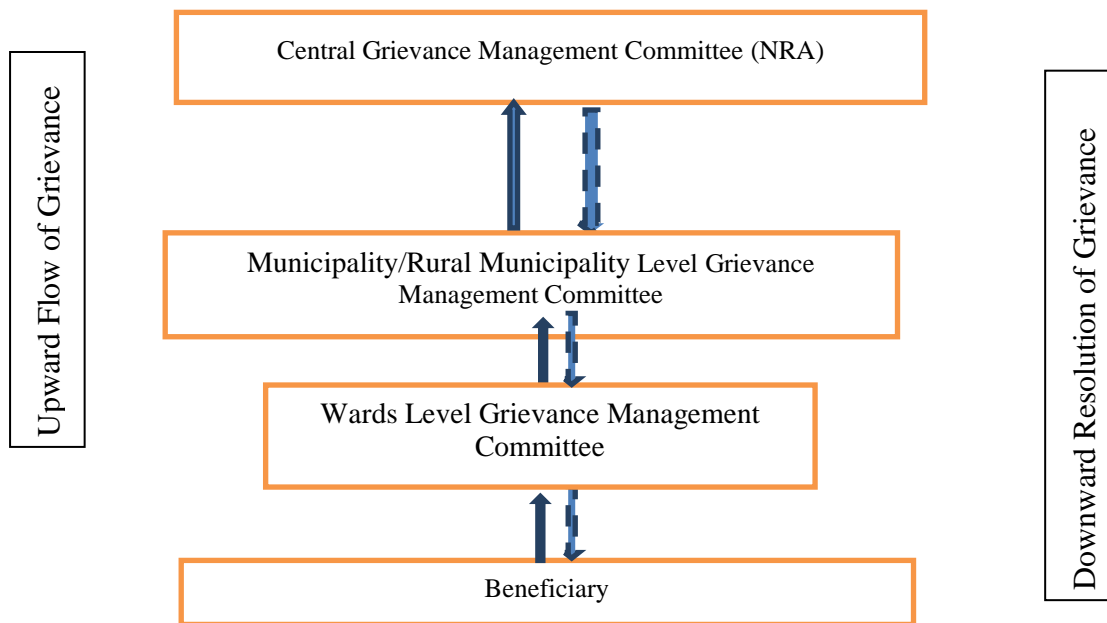 Central Grievance Management Committee (NRA)
Upward Flow of Grievance
Downward Resolution of Grievance
Municipality/Rural Municipality Level Grievance
Management Committee
Wards Level Grievance Management
Committee
Beneficiary